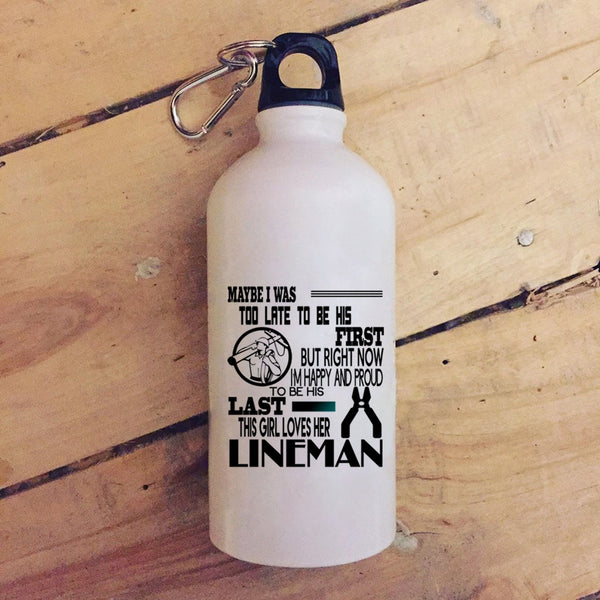 MAYBE I WAS
TOO LATE TO BE HIS
FIRST
BUT RIGHT NOW
I'M HAPPY AND PROUD
TO BE HIS
LAST
THIS GIRL LOVES HER
LINEMAN